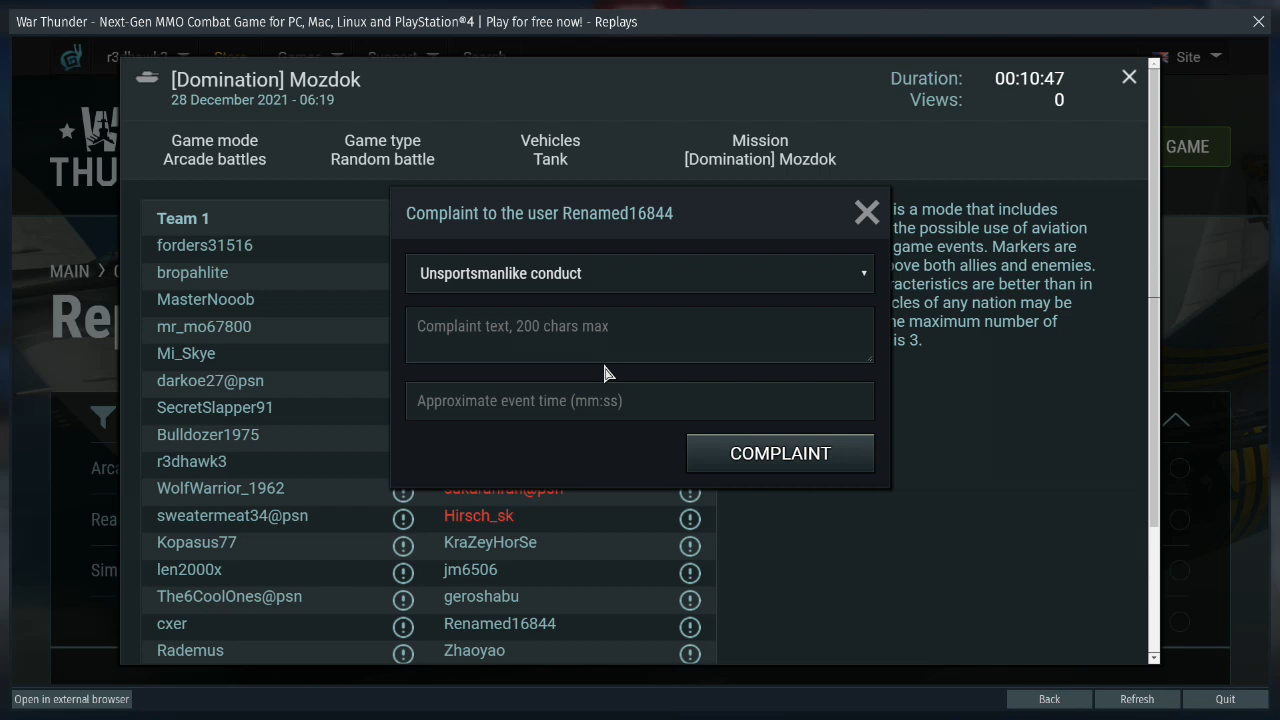 War Thunder - Next-Gen MMO Combat Game for PC, Mac, Linux and PlayStation®4 | Play for free now! - Replays
Site
[Domination] Mozdok
28 December 2021 - 06:19
Duration: 00:10:47
Views: 0
Game mode
Arcade battles
Game type
Random battle
Vehicles
Tank
Mission
[Domination] Mozdok
GAME
THU
MAIN
Team 1
forders31516
bropahlite
MasterNooob
mr_mo67800
Mi_Skye
darkoe27@psn
SecretSlapper91
Bulldozer1975
r3dhawk3
WolfWarrior_1962
sweatermeat34@psn
Kopasus77
len2000x
The6CoolOnes@psn
cxer
Rademus
Hirsch_sk
KraZeyHorSe
jm6506
geroshabu
Renamed16844
Zhaoyao
Complaint to the user Renamed16844
Unsportsmanlike conduct
Complaint text, 200 chars max
Approximate event time (mm:ss)
COMPLAINT
is a mode that includes
the possible use of aviation
game events. Markers are
ove both allies and enemies.
racteristics are better than in
cles of any nation may be
e maximum number of
is 3.
Re
Arca
Rea
Sim
Open in external browser
Back
Refresh
Quit